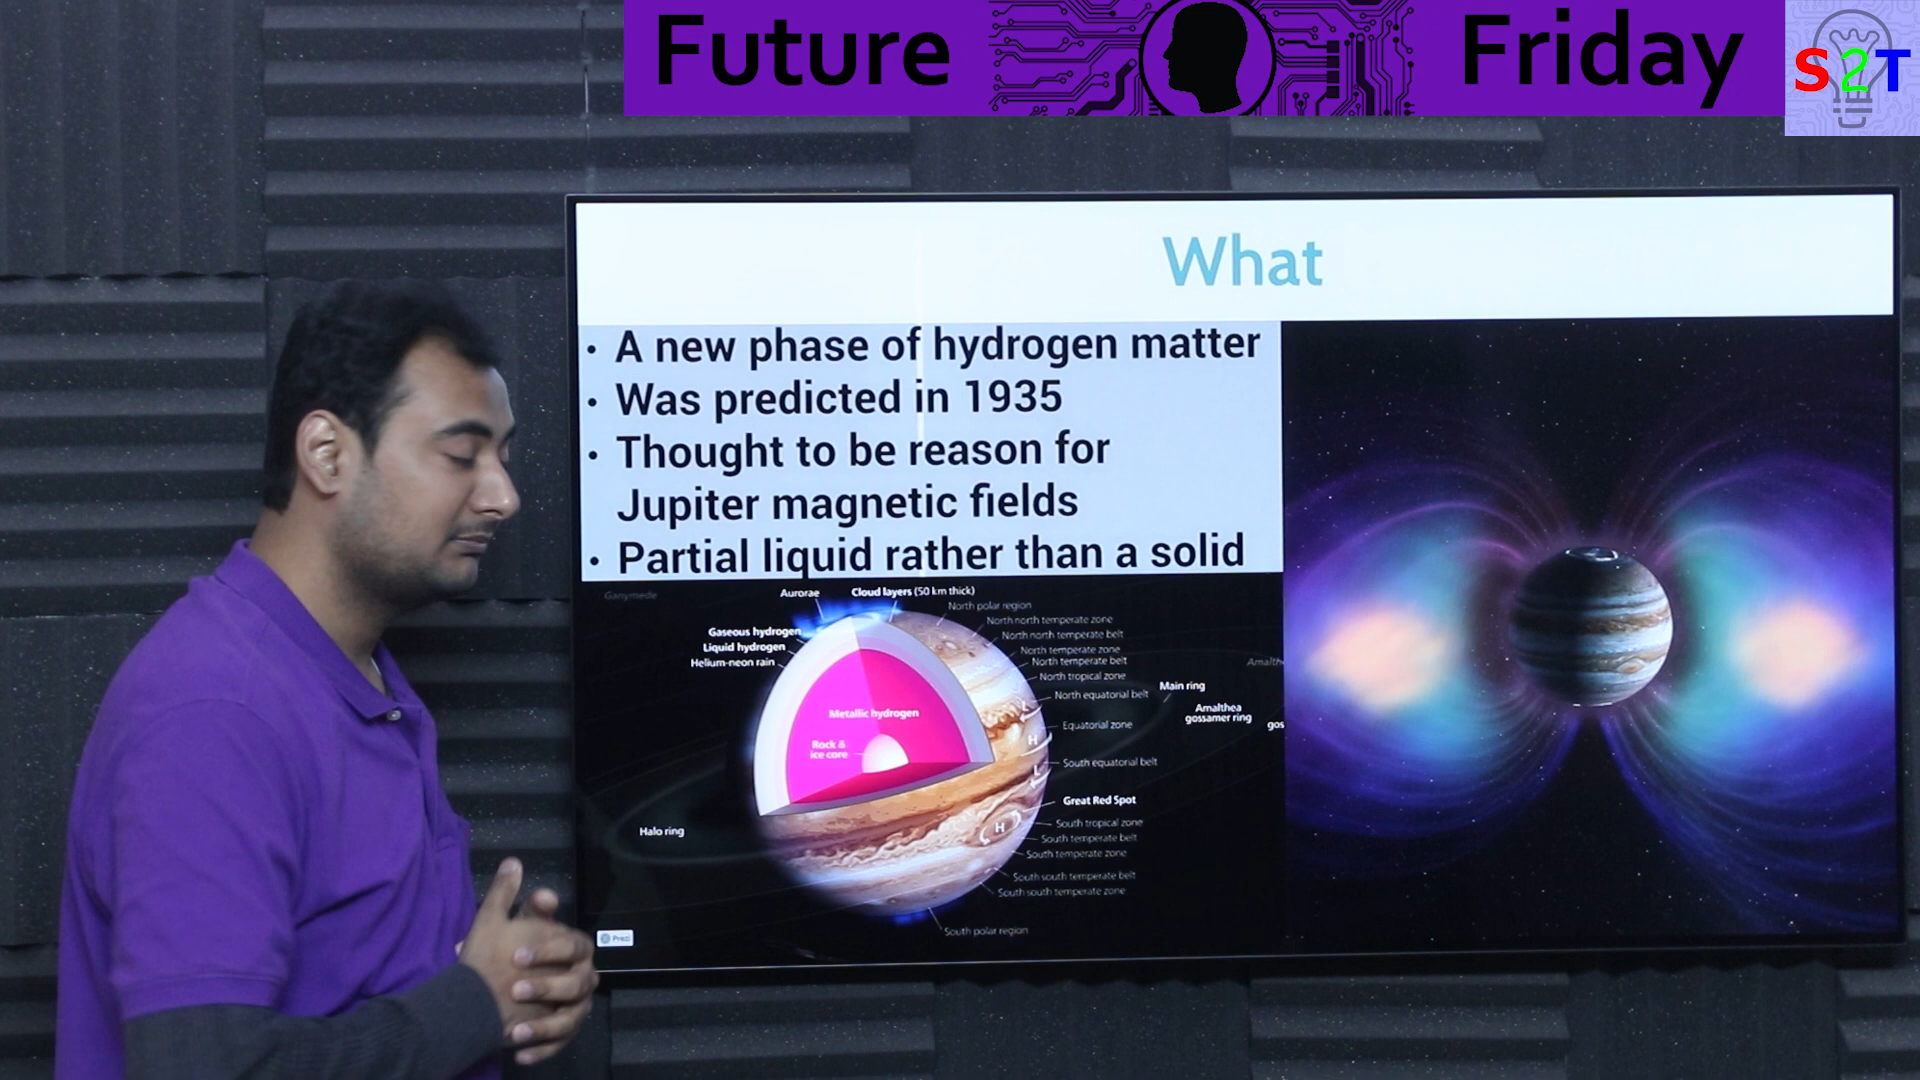 Future Friday
S2T
What
• A new phase of hydrogen matter
• Was predicted in 1935
• Thought to be reason for
Jupiter magnetic fields
• Partial liquid rather than a solid
Ganymede
Aurorae
Cloud layers (50 km thick)
North polar region
Gaseous hydrogen
North north temperate zone
Liquid hydrogen
North north temperate belt
Helium-neon rain
North temperate zone
North temperate belt
Amalth
North tropical zone
Main ring
North equatorial belt
L
Amalthea
gossamer ring
gos
Metallic hydrogen
Equatorial zone
H
Rock &
ice core
South equatorial belt
L
Great Red Spot
South tropical zone
H
Halo ring
South temperate belt
South temperate zone
South south temperate belt
South south temperate zone
South polar region
Prezi